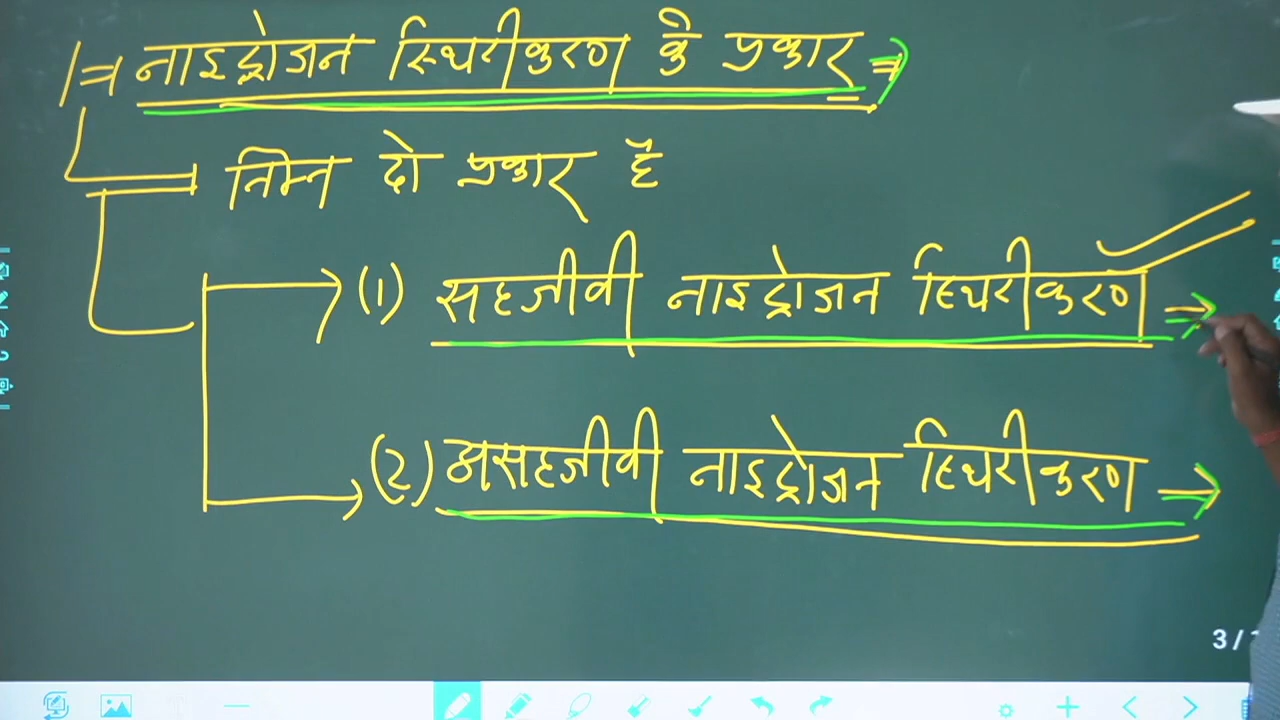 नाइट्रोजन स्थिरीकरण के प्रकार
निम्न दो प्रकार है
(1) सहजीवी नाइट्रोजन स्थिरीकरण
(2) असहजीवी नाइट्रोजन स्थिरीकरण
3/